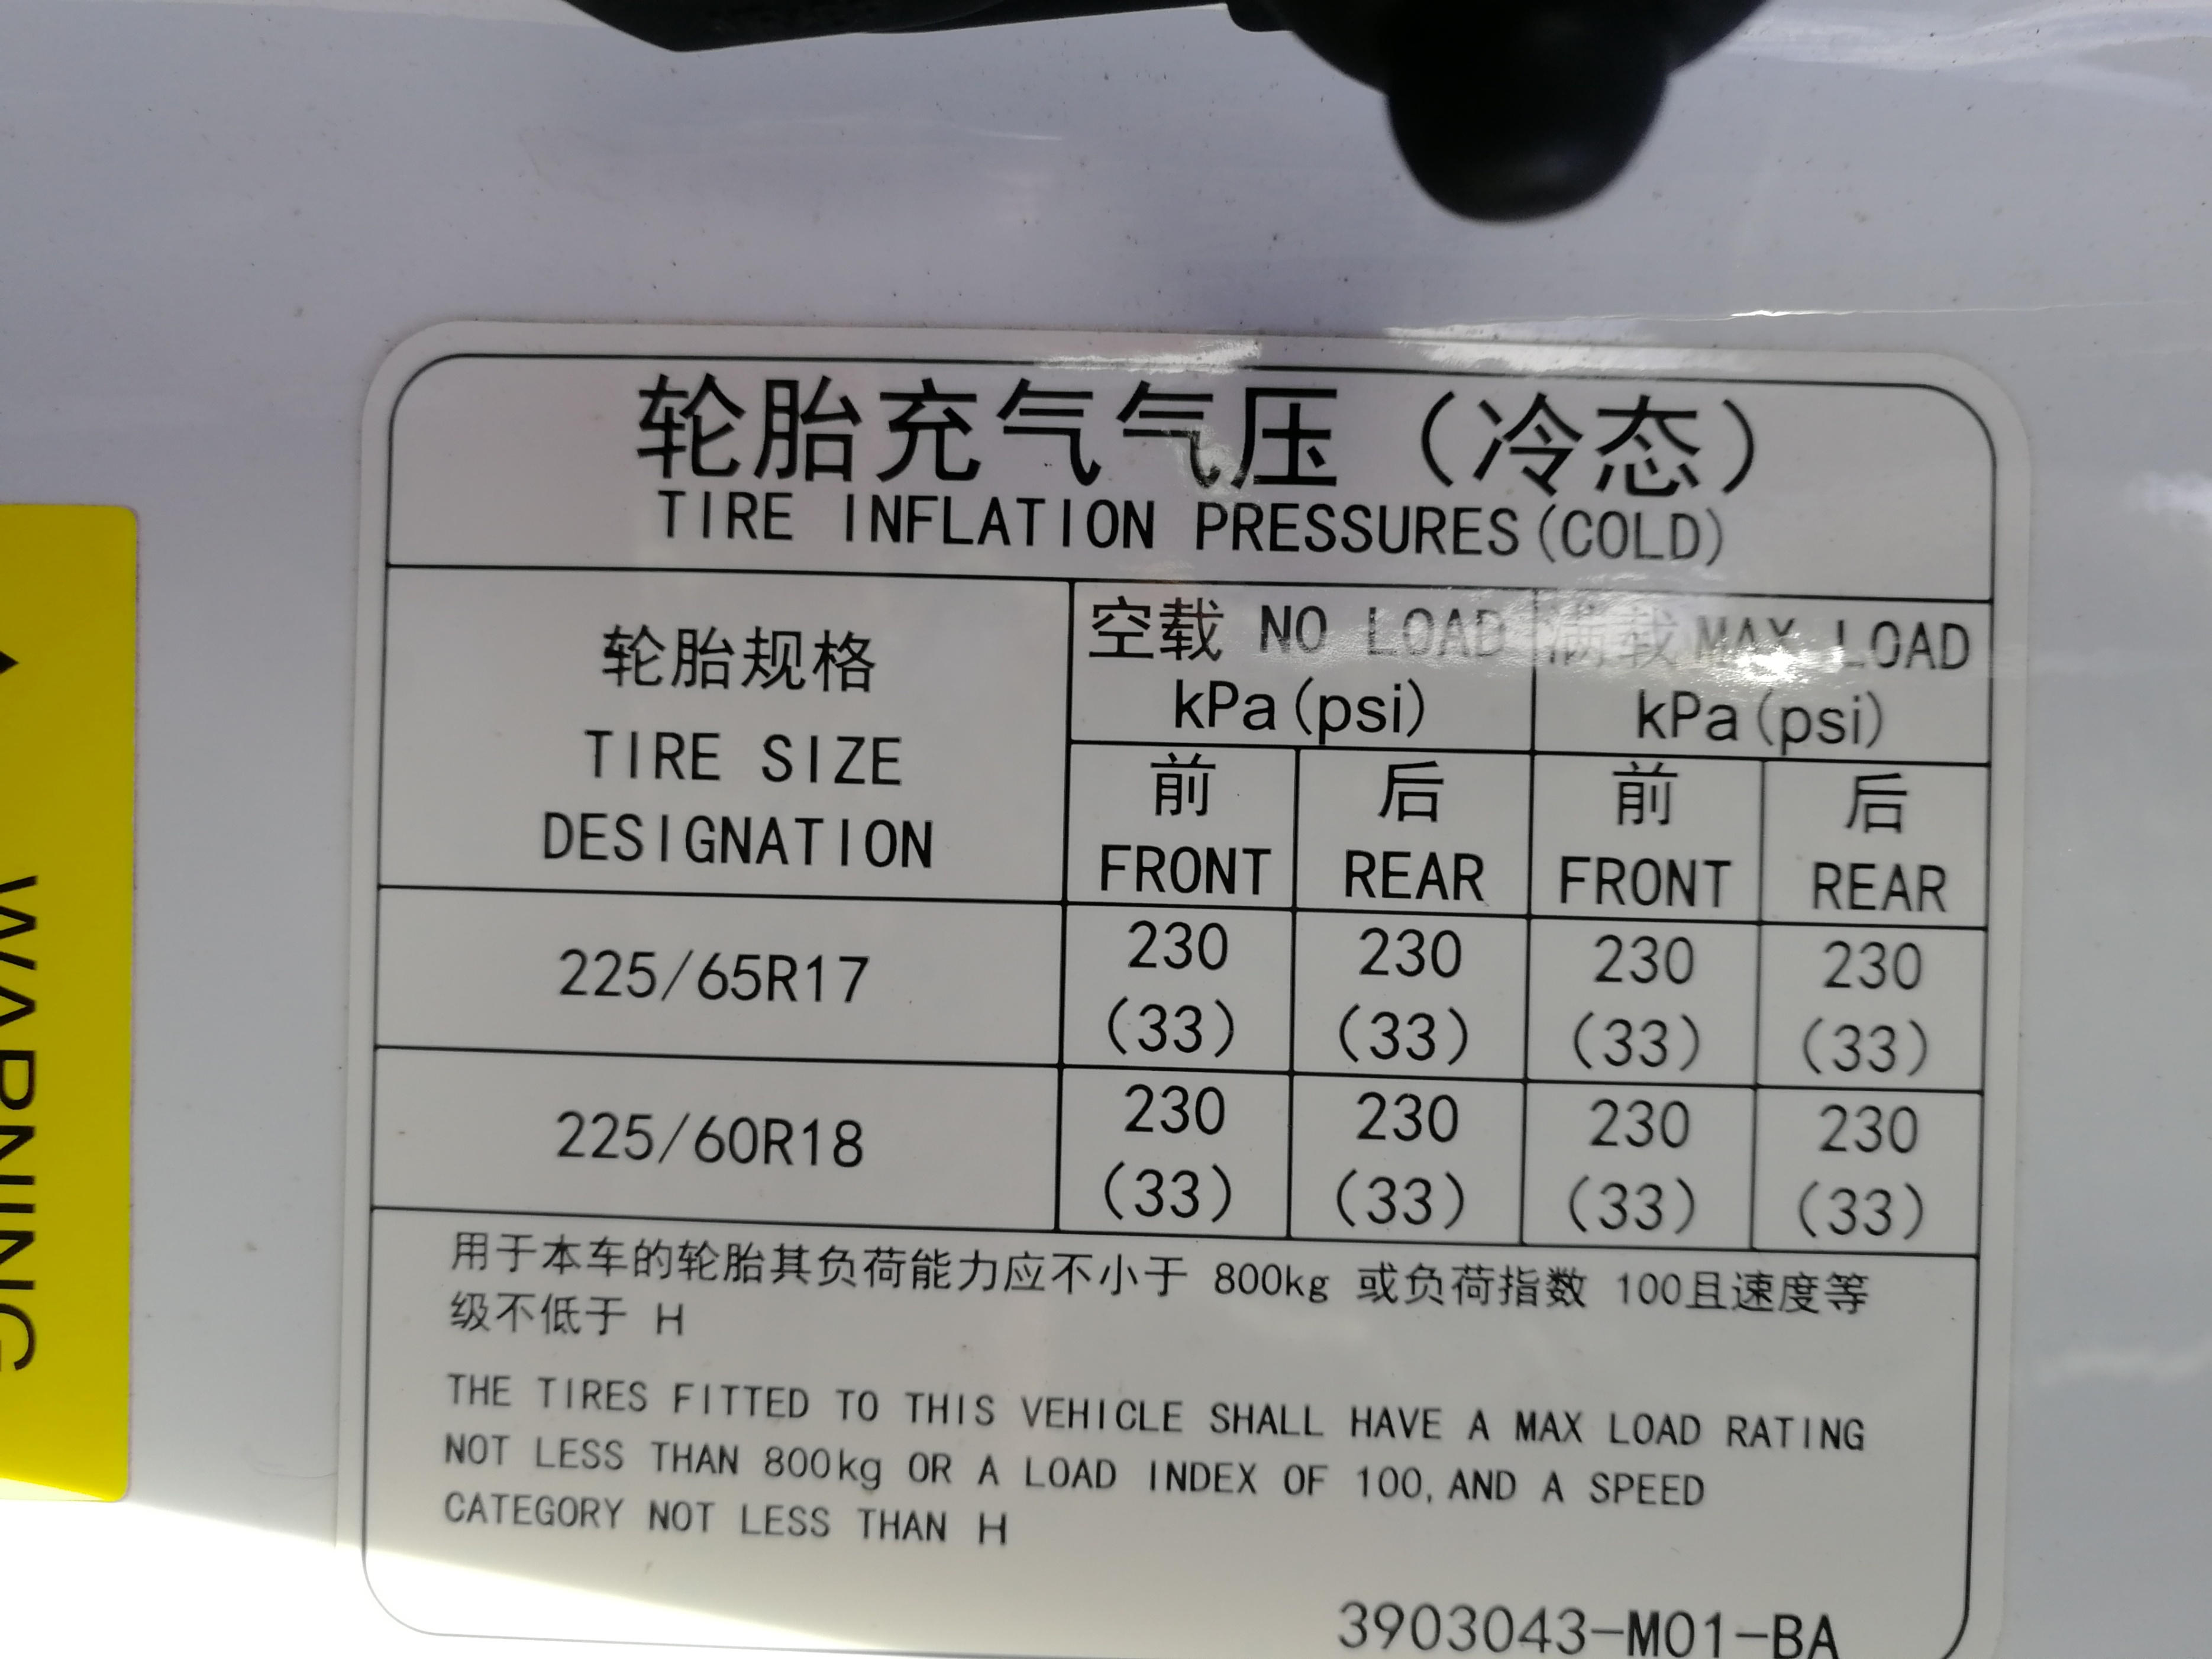 轮胎充气气压（冷态）
TIRE INFLATION PRESSURES(COLD)
轮胎规格
TIRE SIZE
DESIGNATION
空载 NO LOAD
kPa(psi)
满载 MAX LOAD
kPa(psi)
前 后 前 后
FRONT REAR FRONT REAR
225/65R17 230 230 230 230
(33) (33) (33) (33)
225/60R18 230 230 230 230
(33) (33) (33) (33)
用于本车的轮胎其负荷能力应不小于 800kg 或负荷指数 100且速度等
级不低于 H
THE TIRES FITTED TO THIS VEHICLE SHALL HAVE A MAX LOAD RATING
NOT LESS THAN 800kg OR A LOAD INDEX OF 100, AND A SPEED
CATEGORY NOT LESS THAN H
3903043-M01-BA
WARNING